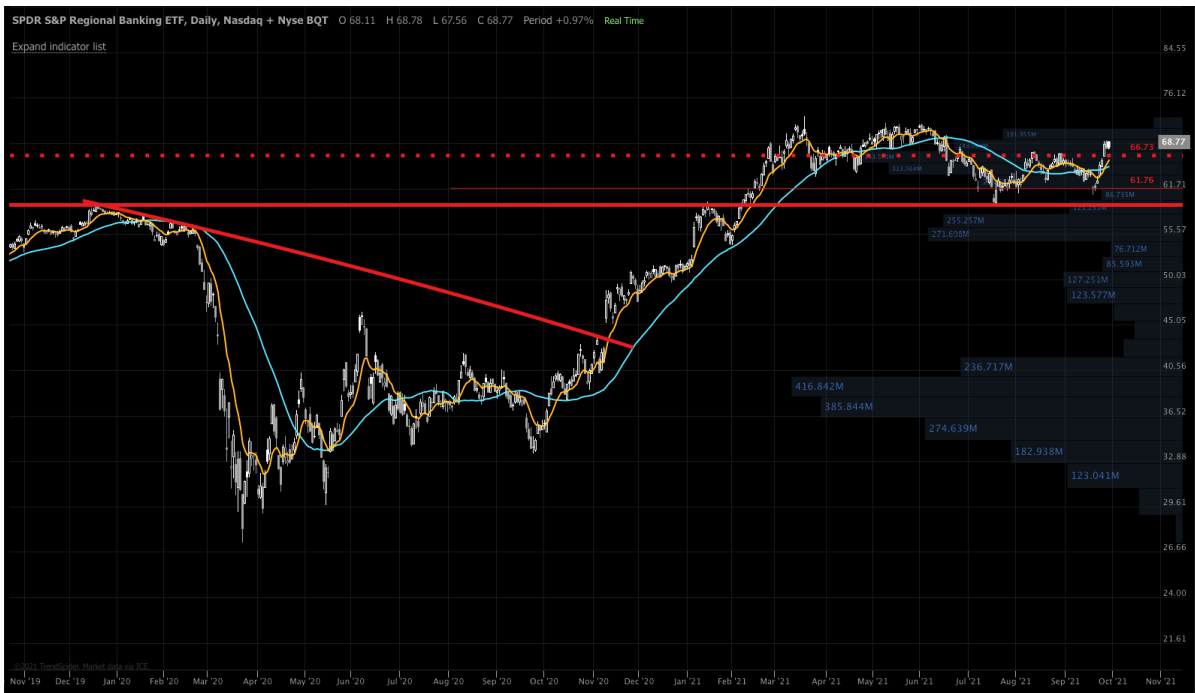 SPDR S&P Regional Banking ETF, Daily, Nasdaq + Nyse BQT O 68.11 H 68.78 L 67.56 C 68.77 Period +0.97% Real Time
Expand indicator list
84.55
76.12
191.955M
68.77
66.73
113.564M
61.76
61.71
86.735M
255.257M
55.57
271.698M
76.712M
85.593M
50.03
127.251M
123.577M
45.05
236.717M
40.56
416.842M
385.844M
36.52
274.639M
182.938M
32.88
123.041M
29.61
26.66
24.00
21.61
©2021 TrendSpider. Market data via ICE.
Nov '19 Dec '19 Jan '20 Feb '20 Mar '20 Apr '20 May '20 Jun '20 Jul '20 Aug '20 Sep '20 Oct '20 Nov '20 Dec '20 Jan '21 Feb '21 Mar '21 Apr '21 May '21 Jun '21 Jul '21 Aug '21 Sep '21 Oct '21 Nov '21